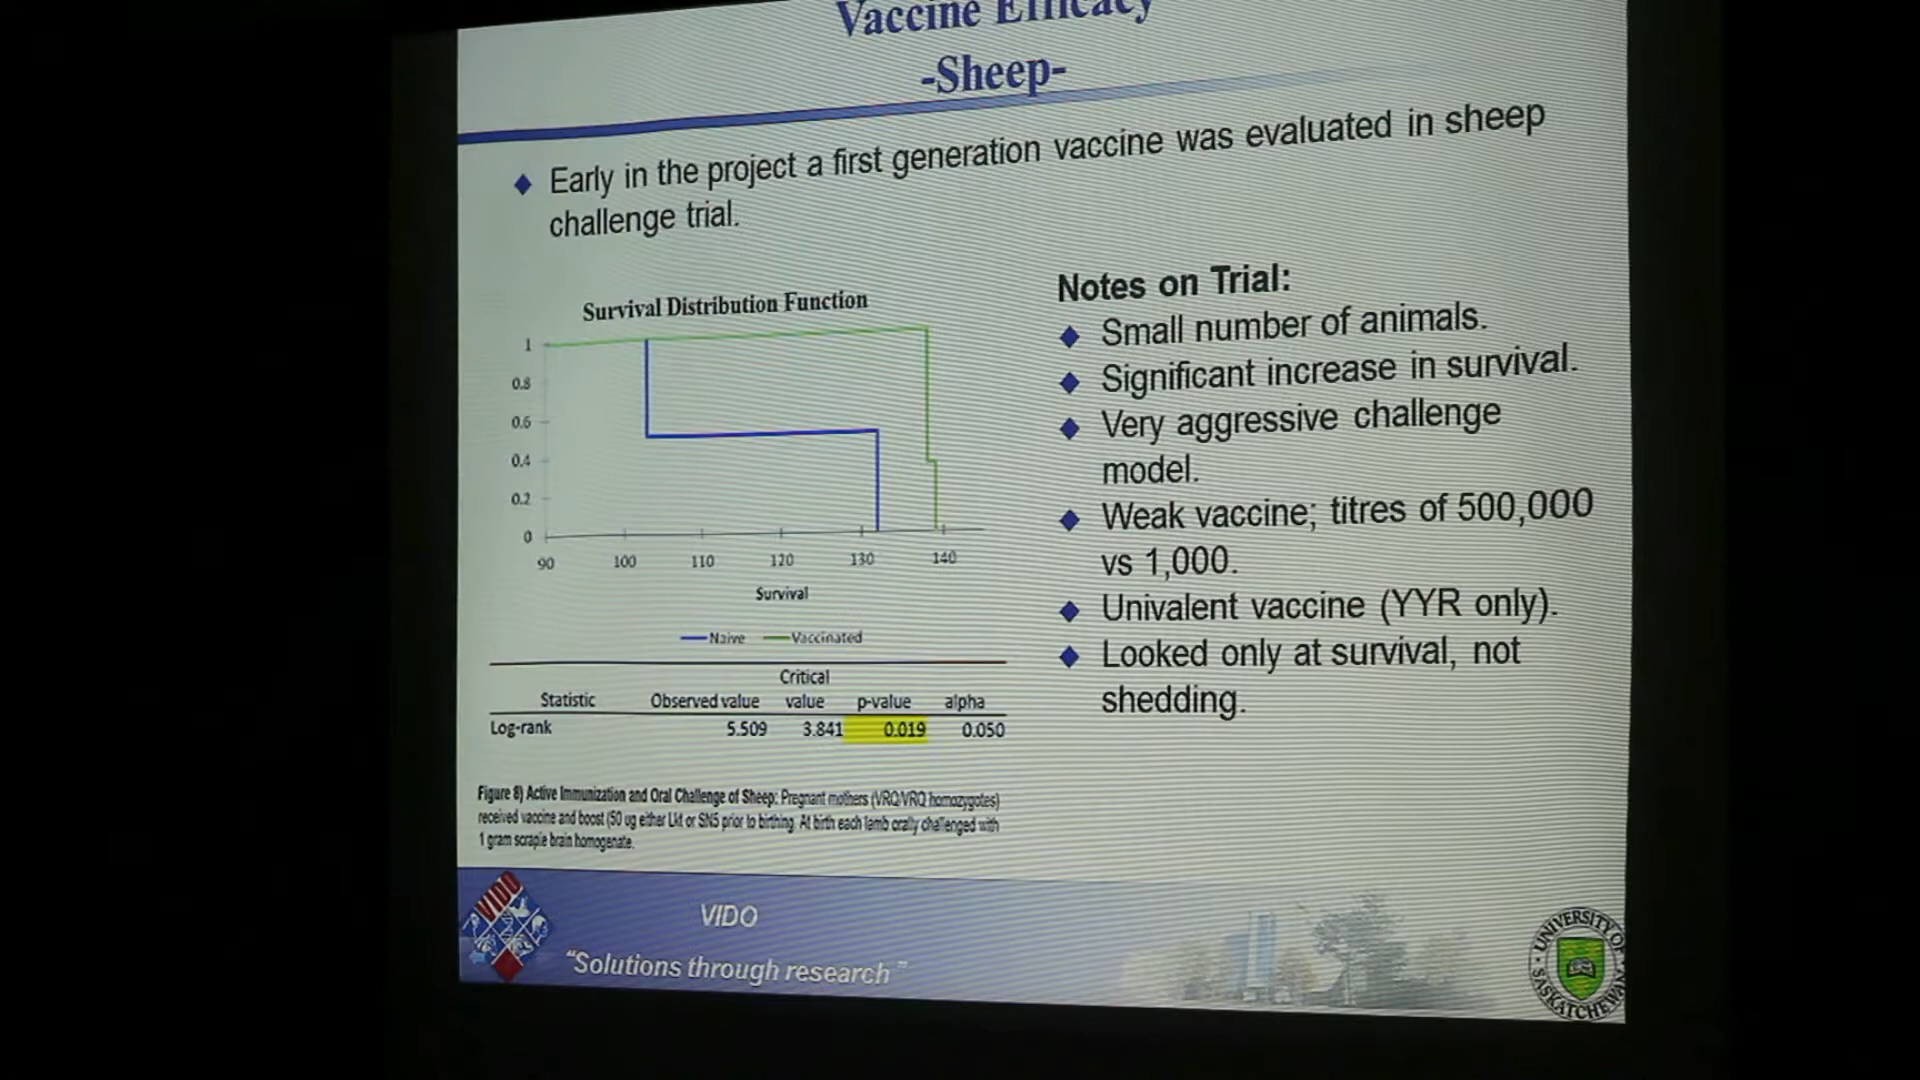 Vaccine Efficacy
-Sheep-
◆ Early in the project a first generation vaccine was evaluated in sheep
challenge trial.
Survival Distribution Function
1
0.8
0.6
0.4
0.2
0
90 100 110 120 130 140
Survival
Naive Vaccinated
Critical
Statistic Observed value value p-value alpha
Log-rank 5.509 3.841 0.019 0.050
Figure 8) Active Immunization and Oral Challenge of Sheep: Pregnant mothers (VRQ/VRQ homozygotes)
received vaccine and boost (50 ug either Lkt or SN5 prior to birthing. At birth each lamb orally challenged with
1 gram scrapie brain homogenate.
Notes on Trial:
◆ Small number of animals.
◆ Significant increase in survival.
◆ Very aggressive challenge
model.
◆ Weak vaccine; titres of 500,000
vs 1,000.
◆ Univalent vaccine (YYR only).
◆ Looked only at survival, not
shedding.
VIDO
VIDO
"Solutions through research"
UNIVERSITY OF
SASKATCHEWAN